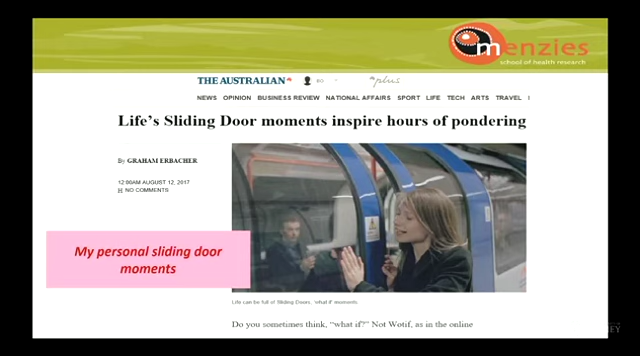 menzies
school of health research
THE AUSTRALIAN plus
NEWS OPINION BUSINESS REVIEW NATIONAL AFFAIRS SPORT LIFE TECH ARTS TRAVEL
Life's Sliding Door moments inspire hours of pondering
By GRAHAM ERBACHER
12:00AM AUGUST 12, 2017
NO COMMENTS
My personal sliding door
moments
Life can be full of Sliding Doors, 'what if' moments
Do you sometimes think, “what if?” Not Wotif, as in the online